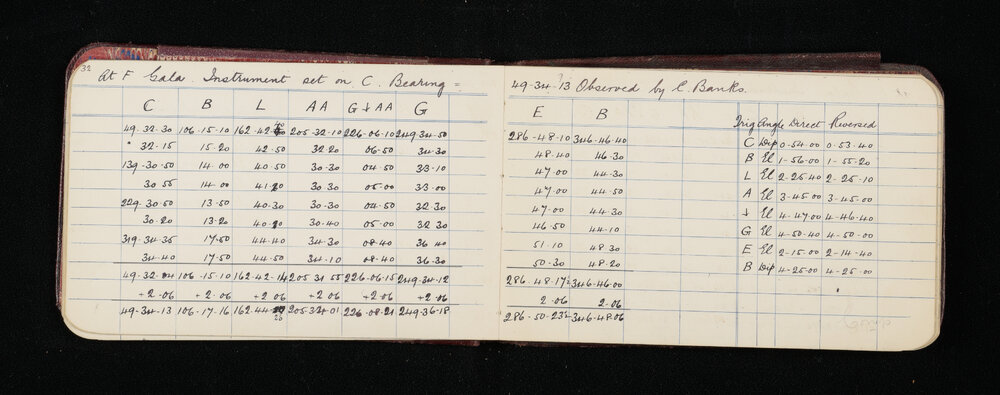 32
At F Gala. Instrument set on C. Bearing =
C B L AA G ↓ AA G
49-32-30 106-15-10 162-42- 205-32-10 226-06-10 249-34-50
" 32-15 15-20 42-50 32-20 06-50 34-30
139-30-50 14-00 40-50 30-30 04-50 33-10
30-55 14-00 41-20 30-30 05-00 33-00
229-30-50 13-50 40-30 30-30 04-50 32-30
30-20 13-20 40-20 30-40 05-00 32-30
319-34-35 17-50 44-40 34-30 08-40 36-40
34-40 17-50 44-50 34-10 08-40 36-30
49-32-04 106-15-10 162-42-14 205-31-55 226-06-15 249-34-12
+2-06 +2-06 +2-06 +2-06 +2-06 +2-06
49-34-13 106-17-16 162-44-20 205-34-01 226-08-21 249-36-18
49-34-13 Observed by C. Banks.
E B
286-48-10 346-46-40
48-40 46-30
47-00 44-30
47-00 44-50
47-00 44-30
46-50 44-10
51-10 48-30
50-30 48-20
286-48-17½ 346-46-00
2-06 2-06
286-50-23½ 346-48-06
Trig Angle Direct Reversed
C Dip 0-54-00 0-53-40
B El 1-56-00 1-55-20
L El 2-25-40 2-25-10
A El 3-45-00 3-45-00
↓ El 4-47-00 4-46-40
G El 4-50-40 4-50-00
E El 2-15-00 2-14-40
B Dip 4-25-00 4-25-00